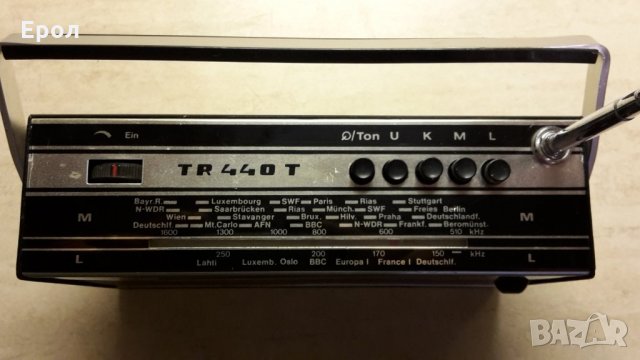 Ерол
Ein
/Ton U K M L
TR 440 T
Bayr.R. Luxembourg SWF Paris Rias Stuttgart
N-WDR Saarbrücken Rias Münch. SWF Freies Berlin
M Wien Stavanger Brux. Hilv. Praha Deutschlandf. M
Deutschlf. Mt.Carlo AFN BBC N-WDR Frankf. Beromünst.
1600 1300 1000 800 600 510 kHz
L 250 200 170 150 kHz L
Lahti Luxemb. Oslo BBC Europa I France I Deutschlf.
BAZAR
.bg